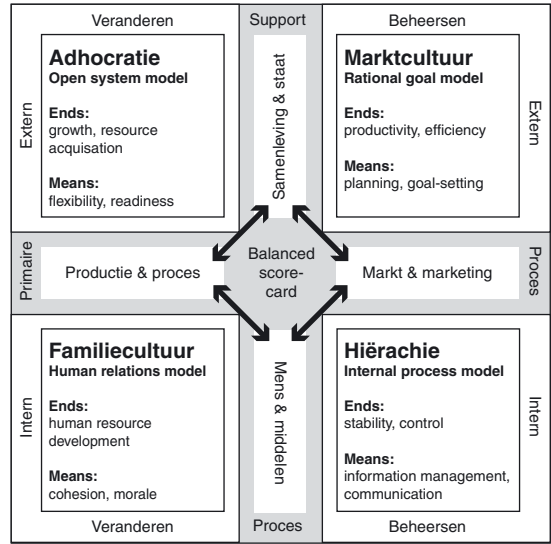 Veranderen
Support
Beheersen
Extern
Adhocratie
Open system model
Ends:
growth, resource
acquisation
Means:
flexibility, readiness
Samenleving & staat
Marktcultuur
Rational goal model
Ends:
productivity, efficiency
Means:
planning, goal-setting
Extern
Primaire
Productie & proces
Balanced
score-
card
Markt & marketing
Proces
Intern
Familiecultuur
Human relations model
Ends:
human resource
development
Means:
cohesion, morale
Mens & middelen
Hiërachie
Internal process model
Ends:
stability, control
Means:
information management,
communication
Intern
Veranderen
Proces
Beheersen